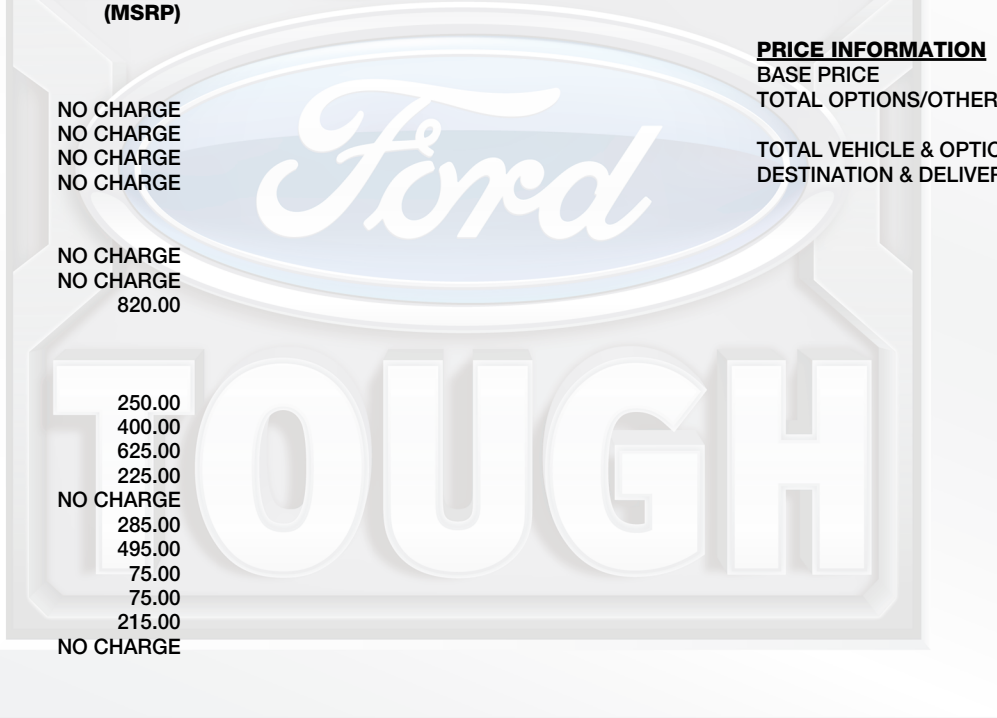 (MSRP)
NO CHARGE
NO CHARGE
NO CHARGE
NO CHARGE
NO CHARGE
NO CHARGE
820.00
250.00
400.00
625.00
225.00
NO CHARGE
285.00
495.00
75.00
75.00
215.00
NO CHARGE
PRICE INFORMATION
BASE PRICE
TOTAL OPTIONS/OTHER
TOTAL VEHICLE & OPTIO
DESTINATION & DELIVER
Ford
TOUGH